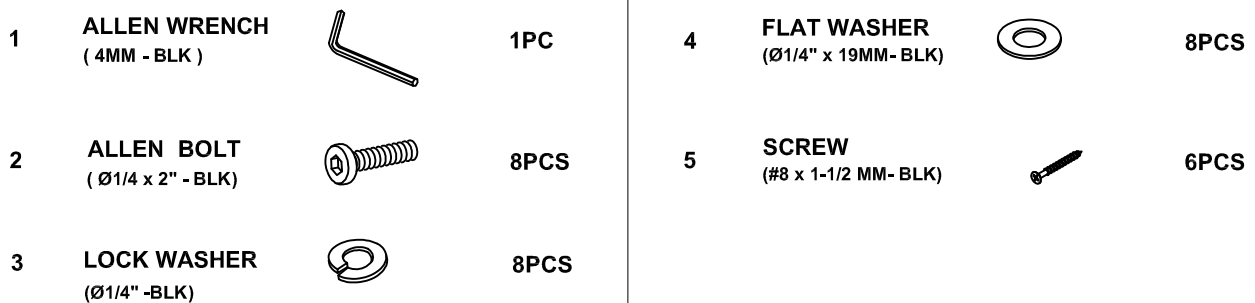 1 ALLEN WRENCH 1PC
( 4MM - BLK )
2 ALLEN BOLT 8PCS
( Ø1/4 x 2" - BLK)
3 LOCK WASHER 8PCS
(Ø1/4" -BLK)
4 FLAT WASHER 8PCS
(Ø1/4" x 19MM- BLK)
5 SCREW 6PCS
(#8 x 1-1/2 MM- BLK)